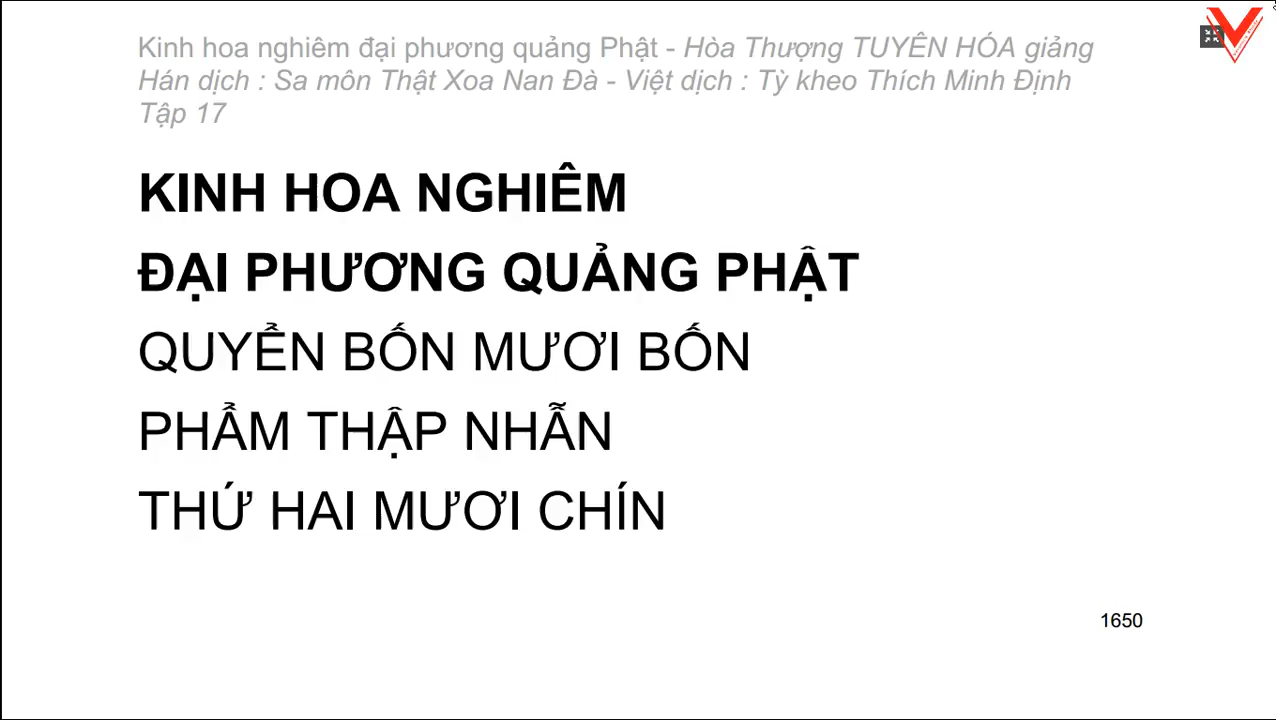 Kinh hoa nghiêm đại phương quảng Phật - Hòa Thượng TUYÊN HÓA giảng
Hán dịch : Sa môn Thật Xoa Nan Đà - Việt dịch : Tỳ kheo Thích Minh Định
Tập 17
KINH HOA NGHIÊM
ĐẠI PHƯƠNG QUẢNG PHẬT
QUYỂN BỐN MƯƠI BỐN
PHẨM THẬP NHẪN
THỨ HAI MƯƠI CHÍN
1650